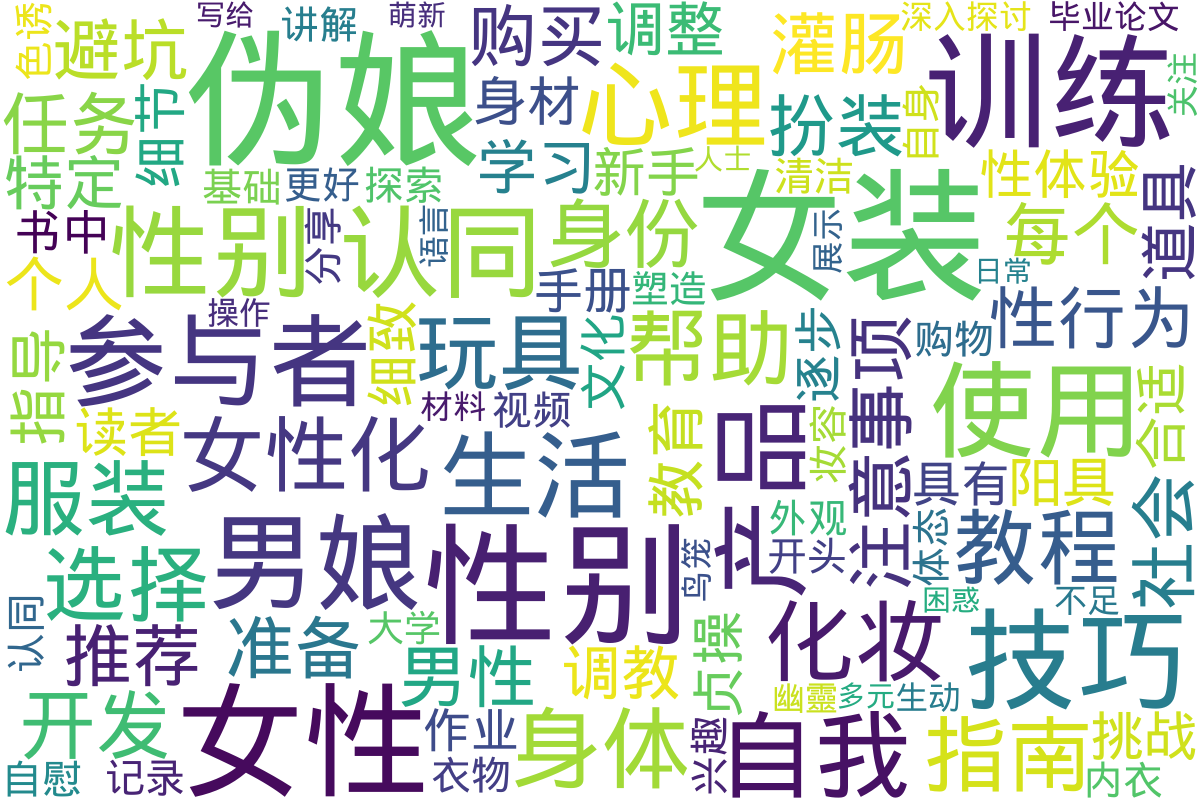 色诱
避坑
写给
讲解
萌新
购买
调整
灌肠
深入探讨
毕业论文
伪娘
心理
训练
关注
任务
细节
身材
扮装
自身
特定
学习
新手
人士
清洁
性体验
基础
更好
探索
女装
道具
书中
性别认同
分享
语言
身份
展示
每个
日常
个人
操作
手册
塑造
性行为
指导
参与者
细致
玩具
文化
帮助
逐步
注意事项
购物
使用
合适
读者
女性化
材料
视频
生活
教育
产品
妆容
具有
阳具
服装
外观
开头
体态
教程
社会
选择
男娘
性别
鸟笼
困惑
不足
认同
推荐
准备
大学
男性
调教
贞操
化妆
技巧
幽靈
多元
生动
开发
女性
作业
身体
兴趣
自我
指南
挑战
自慰
记录
衣物
内衣